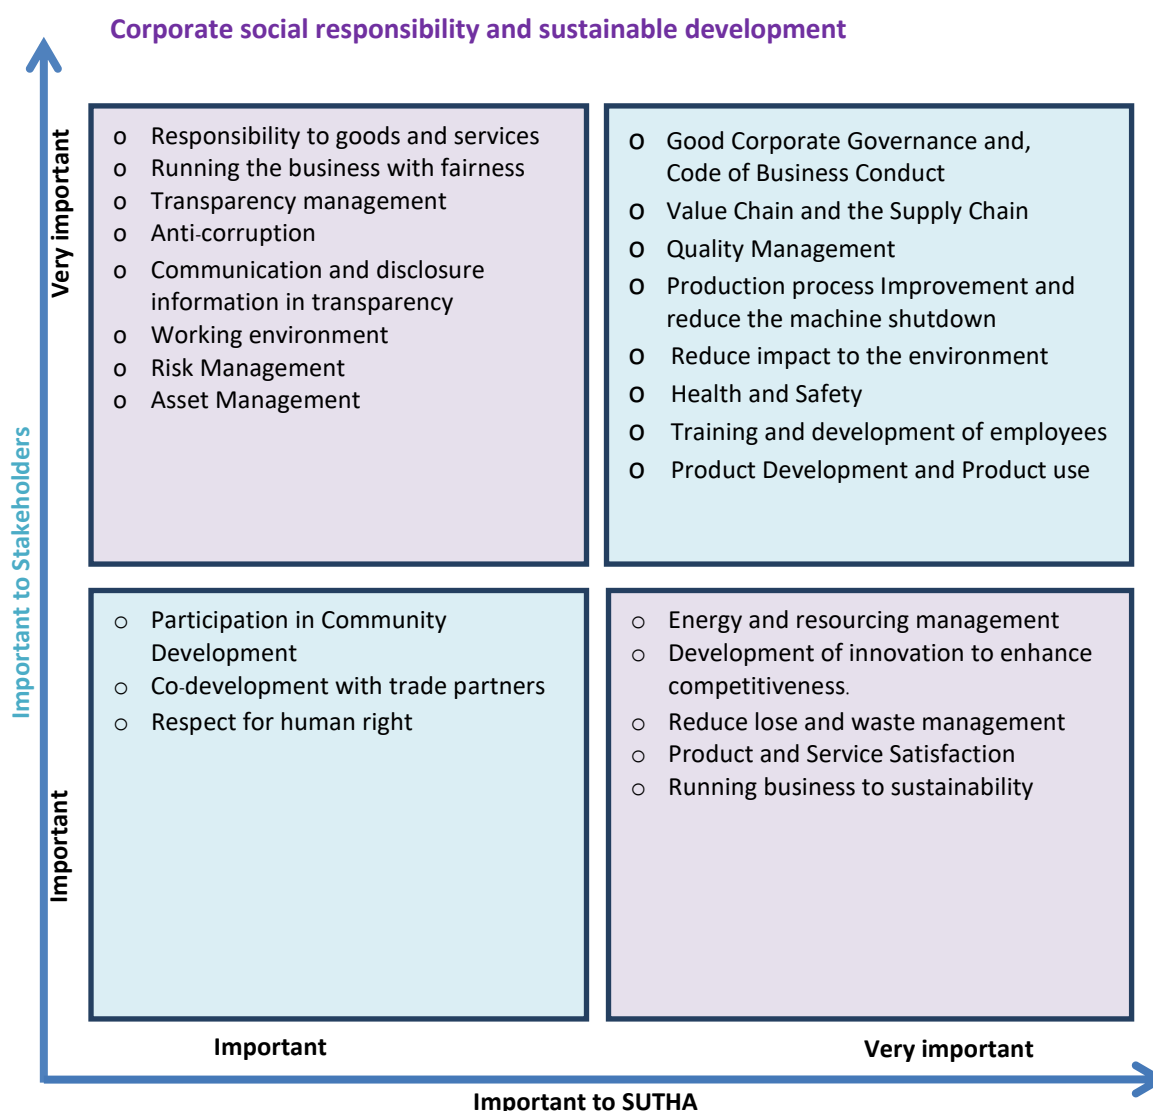 Corporate social responsibility and sustainable development
Very important
o Responsibility to goods and services
o Running the business with fairness
o Transparency management
o Anti-corruption
o Communication and disclosure
information in transparency
o Working environment
o Risk Management
o Asset Management
o Good Corporate Governance and,
Code of Business Conduct
o Value Chain and the Supply Chain
o Quality Management
o Production process Improvement and
reduce the machine shutdown
o Reduce impact to the environment
o Health and Safety
o Training and development of employees
o Product Development and Product use
Important to Stakeholders
Important
o Participation in Community
Development
o Co-development with trade partners
o Respect for human right
o Energy and resourcing management
o Development of innovation to enhance
competitiveness.
o Reduce lose and waste management
o Product and Service Satisfaction
o Running business to sustainability
Important
Very important
Important to SUTHA